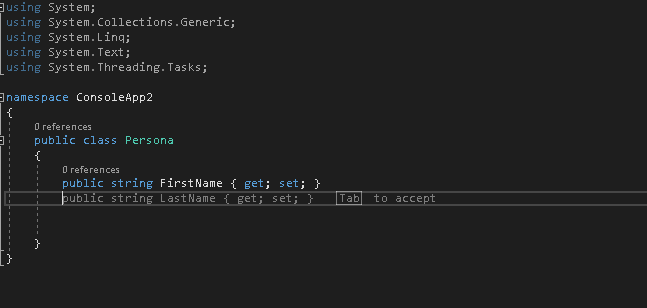 using System;
using System.Collections.Generic;
using System.Linq;
using System.Text;
using System.Threading.Tasks;
namespace ConsoleApp2
{
0 references
public class Persona
{
0 references
public string FirstName { get; set; }
public string LastName { get; set; } Tab to accept
}
}